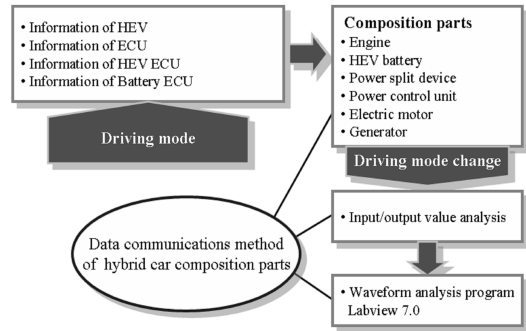 • Information of HEV
• Information of ECU
• Information of HEV ECU
• Information of Battery ECU
Driving mode
Composition parts
• Engine
• HEV battery
• Power split device
• Power control unit
• Electric motor
• Generator
Driving mode change
• Input/output value analysis
Data communications method
of hybrid car composition parts
• Waveform analysis program
Labview 7.0